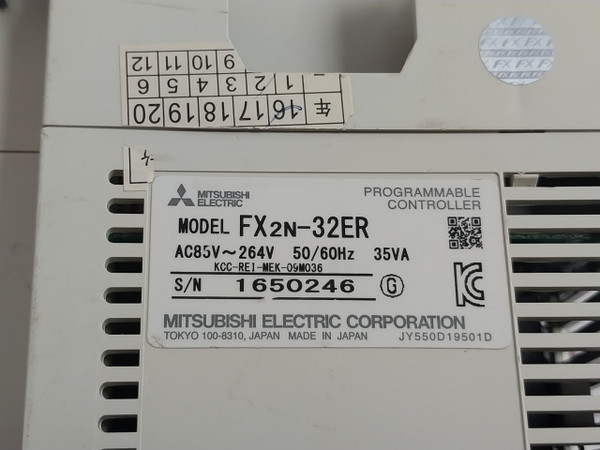 9 10 11 12
1 2 3 4 5 6
年 16 17 18 19 20
FX FX FX
MITSUBISHI
ELECTRIC
PROGRAMMABLE
CONTROLLER
MODEL FX2N-32ER
AC85V~264V 50/60Hz 35VA
KCC-REI-MEK-09M036
S/N 1650246 G
MITSUBISHI ELECTRIC CORPORATION
TOKYO 100-8310, JAPAN MADE IN JAPAN JY550D19501D